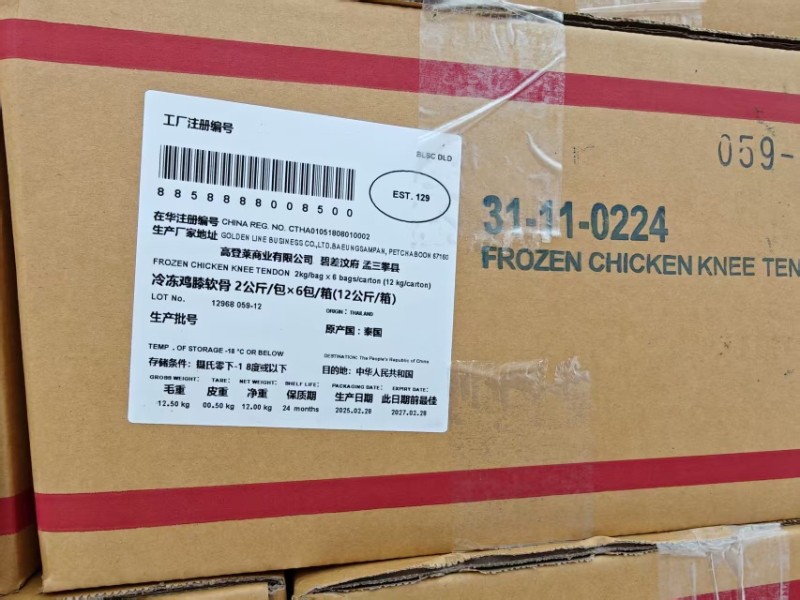 工厂注册编号
BLSC DLD
8858888008500
EST. 129
在华注册编号 CHINA REG. NO. CTHA01051808010002
生产厂家地址 GOLDEN LINE BUSINESS CO.,LTD.BAEUNGSAMPAN, PETCHABOON 67160
高登莱商业有限公司 碧差汶府 孟三攀县
FROZEN CHICKEN KNEE TENDON 2kg/bag x 6 bags/carton (12 kg/carton)
冷冻鸡膝软骨 2公斤/包×6包/箱(12公斤/箱)
LOT No. 12968 059-12
ORIGIN : THAILAND
生产批号
原产国：泰国
TEMP . OF STORAGE -18 °C OR BELOW
DESTINATION: The People's Republic of China
存储条件：摄氏零下-1 8度或以下
目的地：中华人民共和国
GROSS WEIGHT: TARE: NET WEIGHT: SHELF LIFE: PACKAGING DATE: EXPIRY DATE:
毛重 皮重 净重 保质期 生产日期 此日期前最佳
12.50 kg 00.50 kg 12.00 kg 24 months 2025.02.28 2027.02.28
059-
31-11-0224
FROZEN CHICKEN KNEE TEN